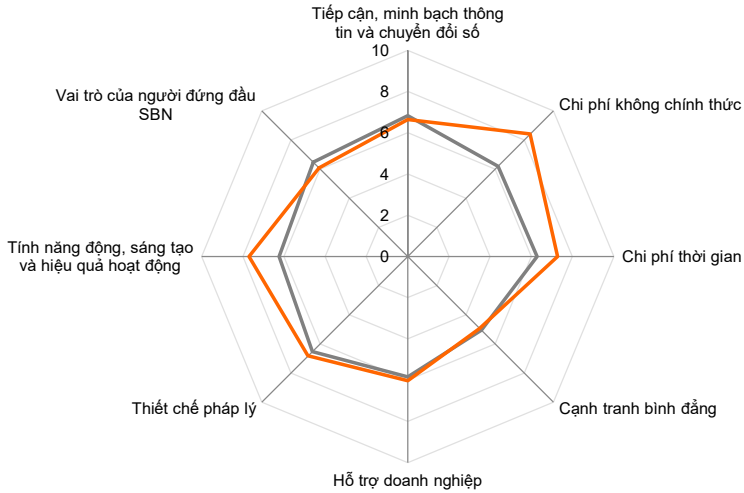 Tiếp cận, minh bạch thông
tin và chuyển đổi số
10
8
6
4
2
0
Chi phí không chính thức
Chi phí thời gian
Cạnh tranh bình đẳng
Hỗ trợ doanh nghiệp
Thiết chế pháp lý
Tính năng động, sáng tạo
và hiệu quả hoạt động
Vai trò của người đứng đầu
SBN